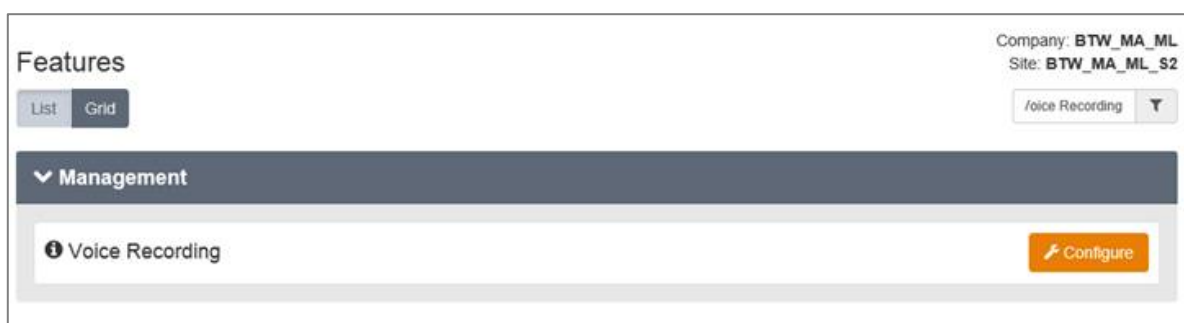 Company: BTW_MA_ML
Features
Site: BTW_MA_ML_S2
List Grid
/oice Recording
Management
Voice Recording
Configure